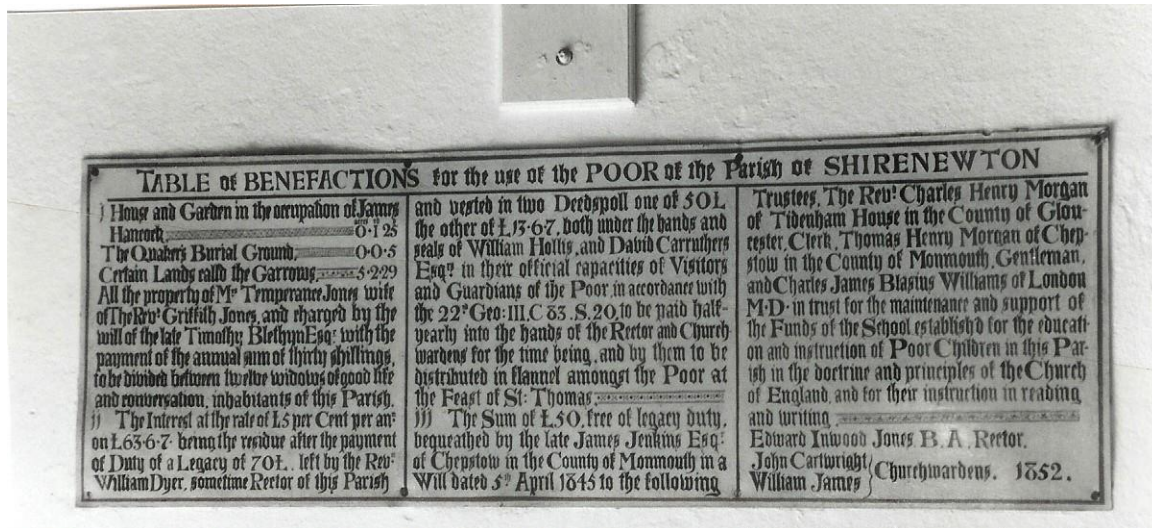 TABLE of BENEFACTIONS for the use of the POOR of the Parish of SHIRENEWTON
) House and Garden in the occupation of James
Hancock, 0·1·25
The Quakers Burial Ground, 0·0·5
Certain Lands calld the Garrows, 5·2·29
All the property of Mrs Temperance Jones wife
of The Revd Griffith Jones, and charged by the
will of the late Timothy Blethyn Esqr with the
payment of the annual sum of thirty shillings,
to be divided between twelve widows of good life
and conversation, inhabitants of this Parish.
)) The Interest at the rate of £5 per Cent per an:
on £63·6·7· being the residue after the payment
of Duty of a Legacy of 70£. left by the Revd
William Dyer, sometime Rector of this Parish
and vested in two Deedspoll one of 50£
the other of £13·6·7, both under the hands and
seals of William Hollis, and David Carruthers
Esqrs in their official capacities of Visitors
and Guardians of the Poor, in accordance with
the 22d Geo: III. C 83. S. 20, to be paid half-
yearly into the hands of the Rector and Church
wardens for the time being, and by them to be
distributed in flannel amongst the Poor at
the Feast of St: Thomas.
))) The Sum of £50, free of legacy duty,
bequeathed by the late James Jenkins Esqr
of Chepstow in the County of Monmouth in a
Will dated 5th April 1845 to the following
Trustees, The Revd Charles Henry Morgan
of Tidenham House in the County of Glou-
cester, Clerk, Thomas Henry Morgan of Chep-
stow in the County of Monmouth, Gentleman,
and Charles James Blasius Williams of London
M·D· in trust for the maintenance and support of
the Funds of the School establish'd for the educati-
on and instruction of Poor Children in this Par-
ish in the doctrine and principles of the Church
of England, and for their instruction in reading
and writing
Edward Inwood Jones B.A. Rector.
John Cartwright
William James } Churchwardens. 1852.